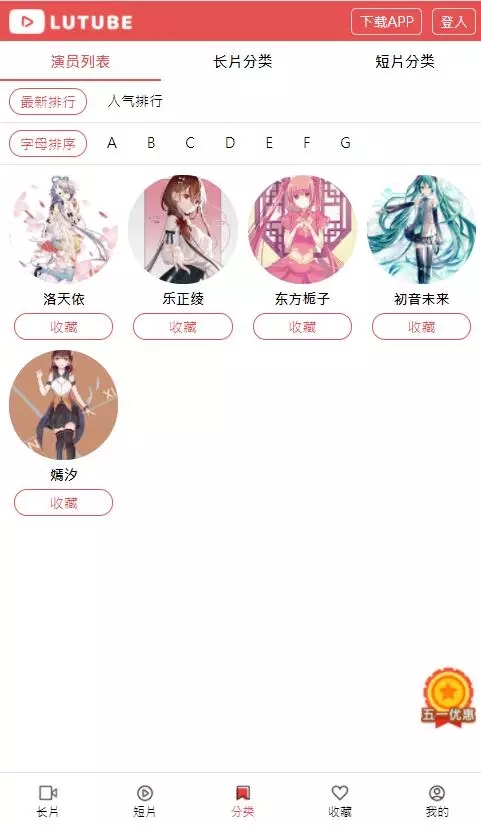 LUTUBE 下载APP 登入
演员列表 长片分类 短片分类
最新排行 人气排行
字母排序 A B C D E F G
洛天依 乐正绫 东方栀子 初音未来
收藏 收藏 收藏 收藏
嫣汐
收藏
五一优惠
长片 短片 分类 收藏 我的